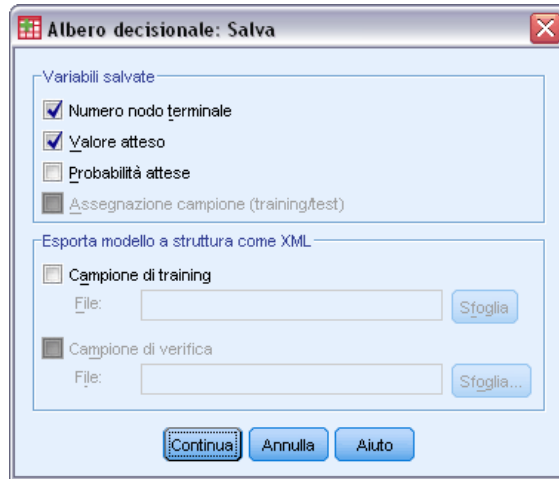 Albero decisionale: Salva
Variabili salvate
Numero nodo terminale
Valore atteso
Probabilità attese
Assegnazione campione (training/test)
Esporta modello a struttura come XML
Campione di training
File:
Sfoglia
Campione di verifica
File:
Sfoglia...
Continua
Annulla
Aiuto